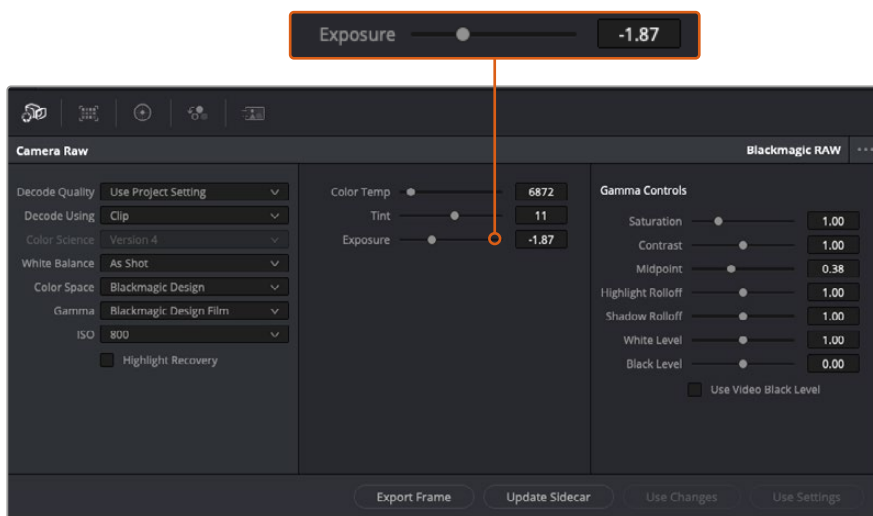 Exposure -1.87
Camera Raw
Blackmagic RAW
Decode Quality Use Project Setting
Decode Using Clip
Color Science Version 4
White Balance As Shot
Color Space Blackmagic Design
Gamma Blackmagic Design Film
ISO 800
Highlight Recovery
Color Temp 6872
Tint 11
Exposure -1.87
Gamma Controls
Saturation 1.00
Contrast 1.00
Midpoint 0.38
Highlight Rolloff 1.00
Shadow Rolloff 1.00
White Level 1.00
Black Level 0.00
Use Video Black Level
Export Frame
Update Sidecar
Use Changes
Use Settings